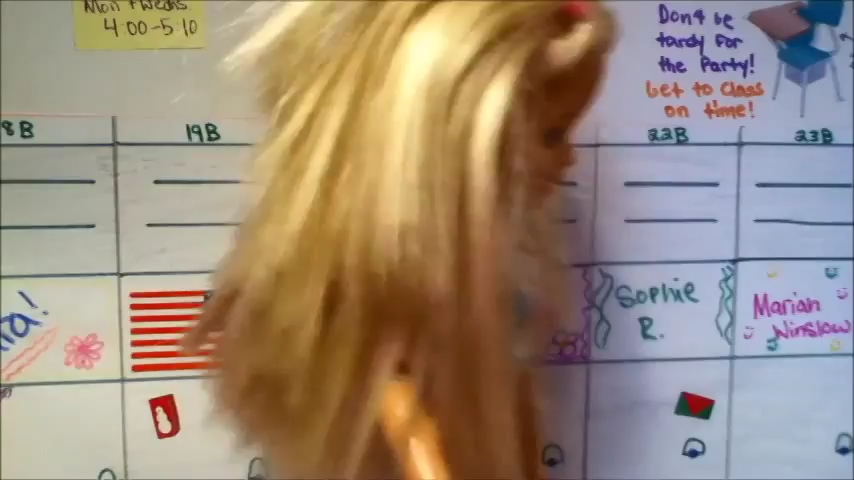 Mon + Weds
4:00-5:10
Don't be
tardy for
the Party!
Get to Class
on time!
8B
19B
22B
23B
Sophie
R.
Mariah
Winslow